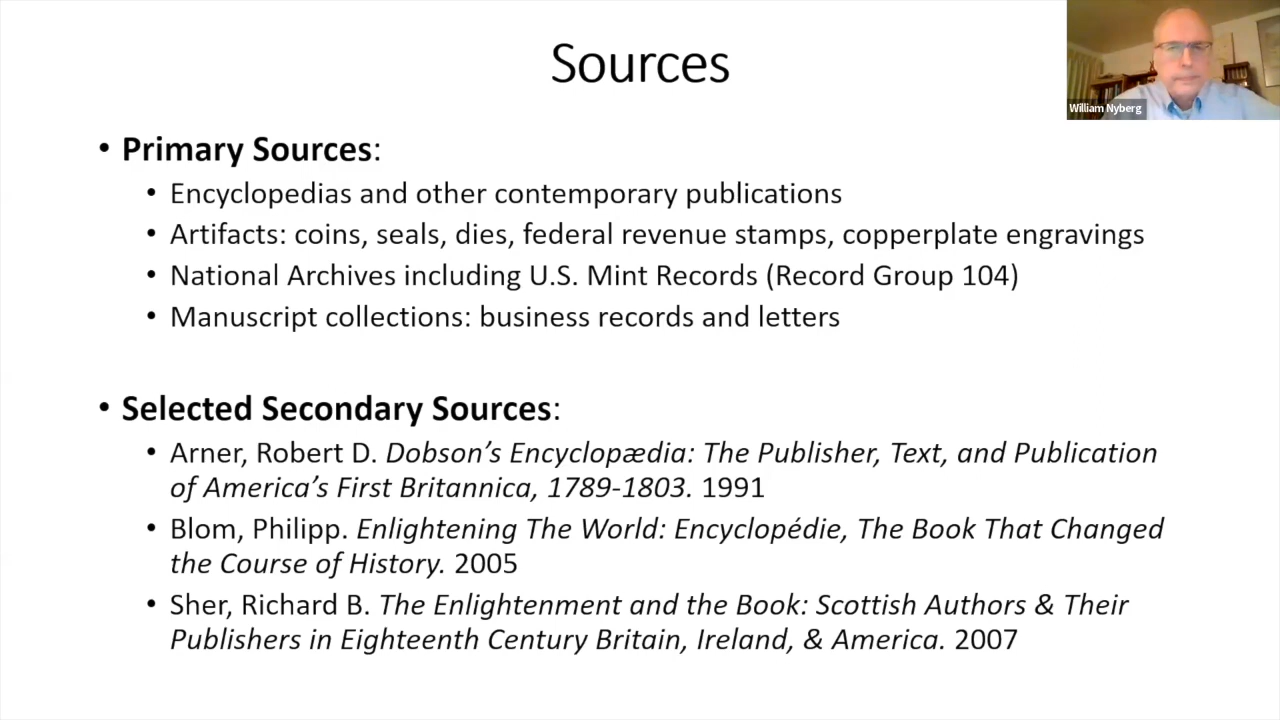 Sources
William Nyberg
• Primary Sources:
• Encyclopedias and other contemporary publications
• Artifacts: coins, seals, dies, federal revenue stamps, copperplate engravings
• National Archives including U.S. Mint Records (Record Group 104)
• Manuscript collections: business records and letters
• Selected Secondary Sources:
• Arner, Robert D. Dobson’s Encyclopædia: The Publisher, Text, and Publication
of America’s First Britannica, 1789-1803. 1991
• Blom, Philipp. Enlightening The World: Encyclopédie, The Book That Changed
the Course of History. 2005
• Sher, Richard B. The Enlightenment and the Book: Scottish Authors & Their
Publishers in Eighteenth Century Britain, Ireland, & America. 2007